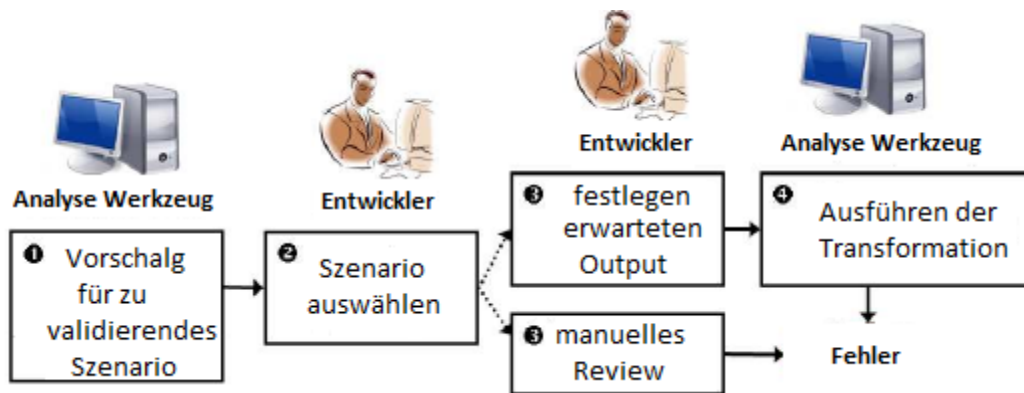 Analyse Werkzeug
❶ Vorschalg
für zu
validierendes
Szenario
Entwickler
❷ Szenario
auswählen
Entwickler
❸ festlegen
erwarteten
Output
❸ manuelles
Review
Analyse Werkzeug
❹ Ausführen der
Transformation
Fehler